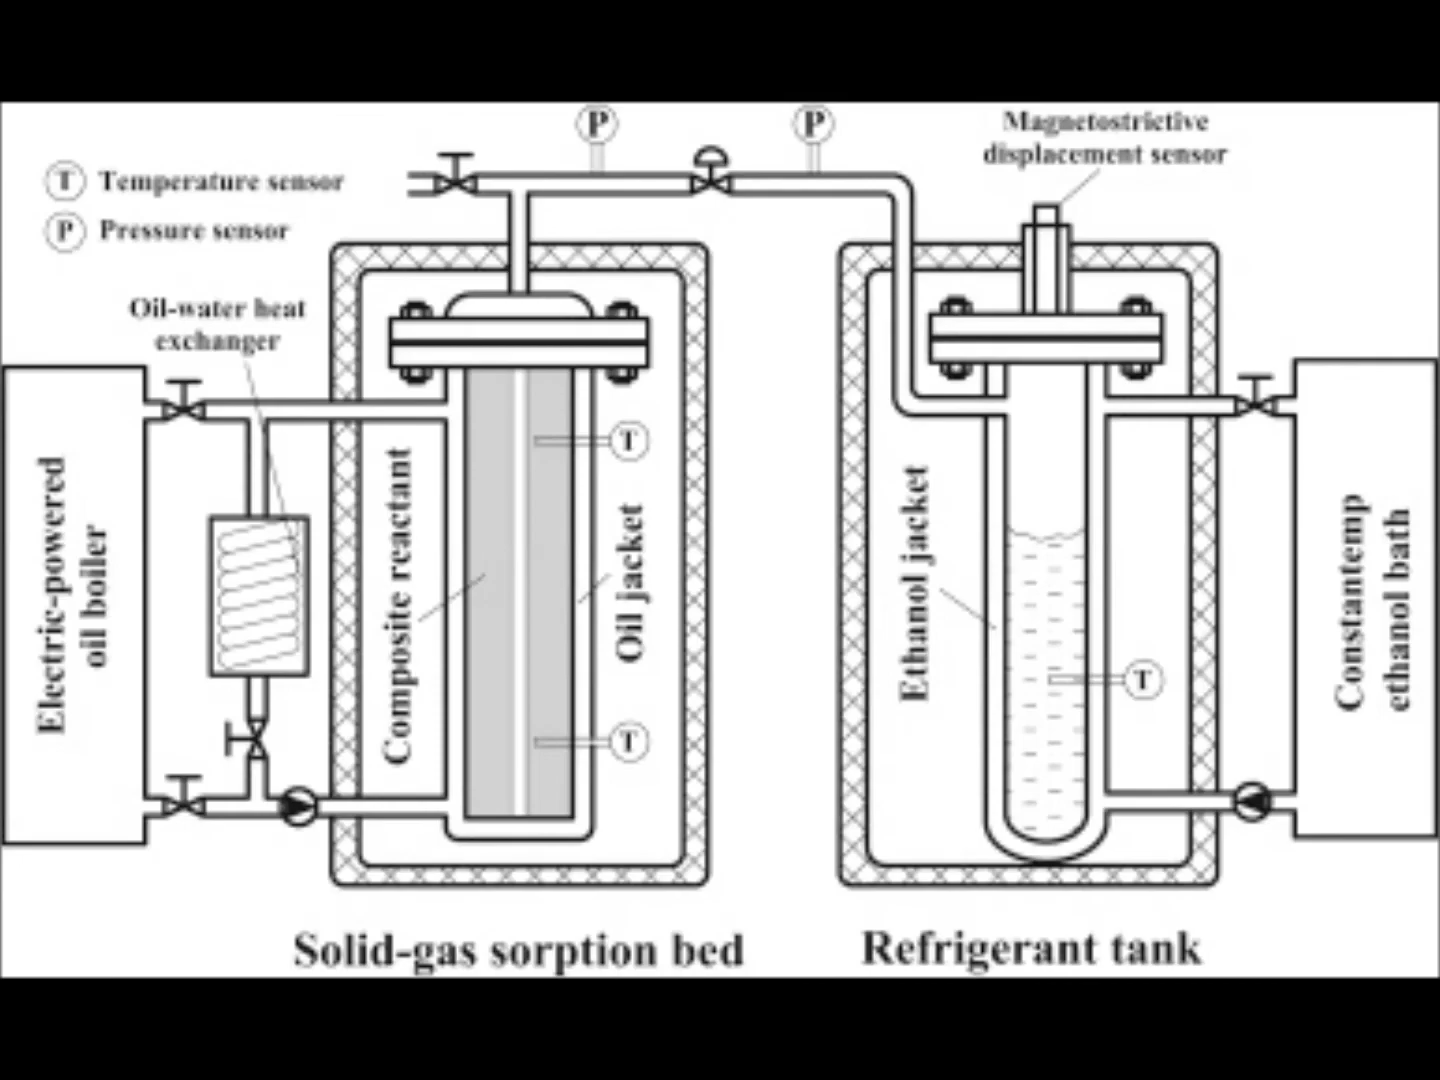 P
P
Magnetostrictive
displacement sensor
T Temperature sensor
P Pressure sensor
Oil-water heat
exchanger
Electric-powered
oil boiler
Composite reactant
T
T
Oil jacket
Ethanol jacket
T
Constantemp
ethanol bath
Solid-gas sorption bed
Refrigerant tank